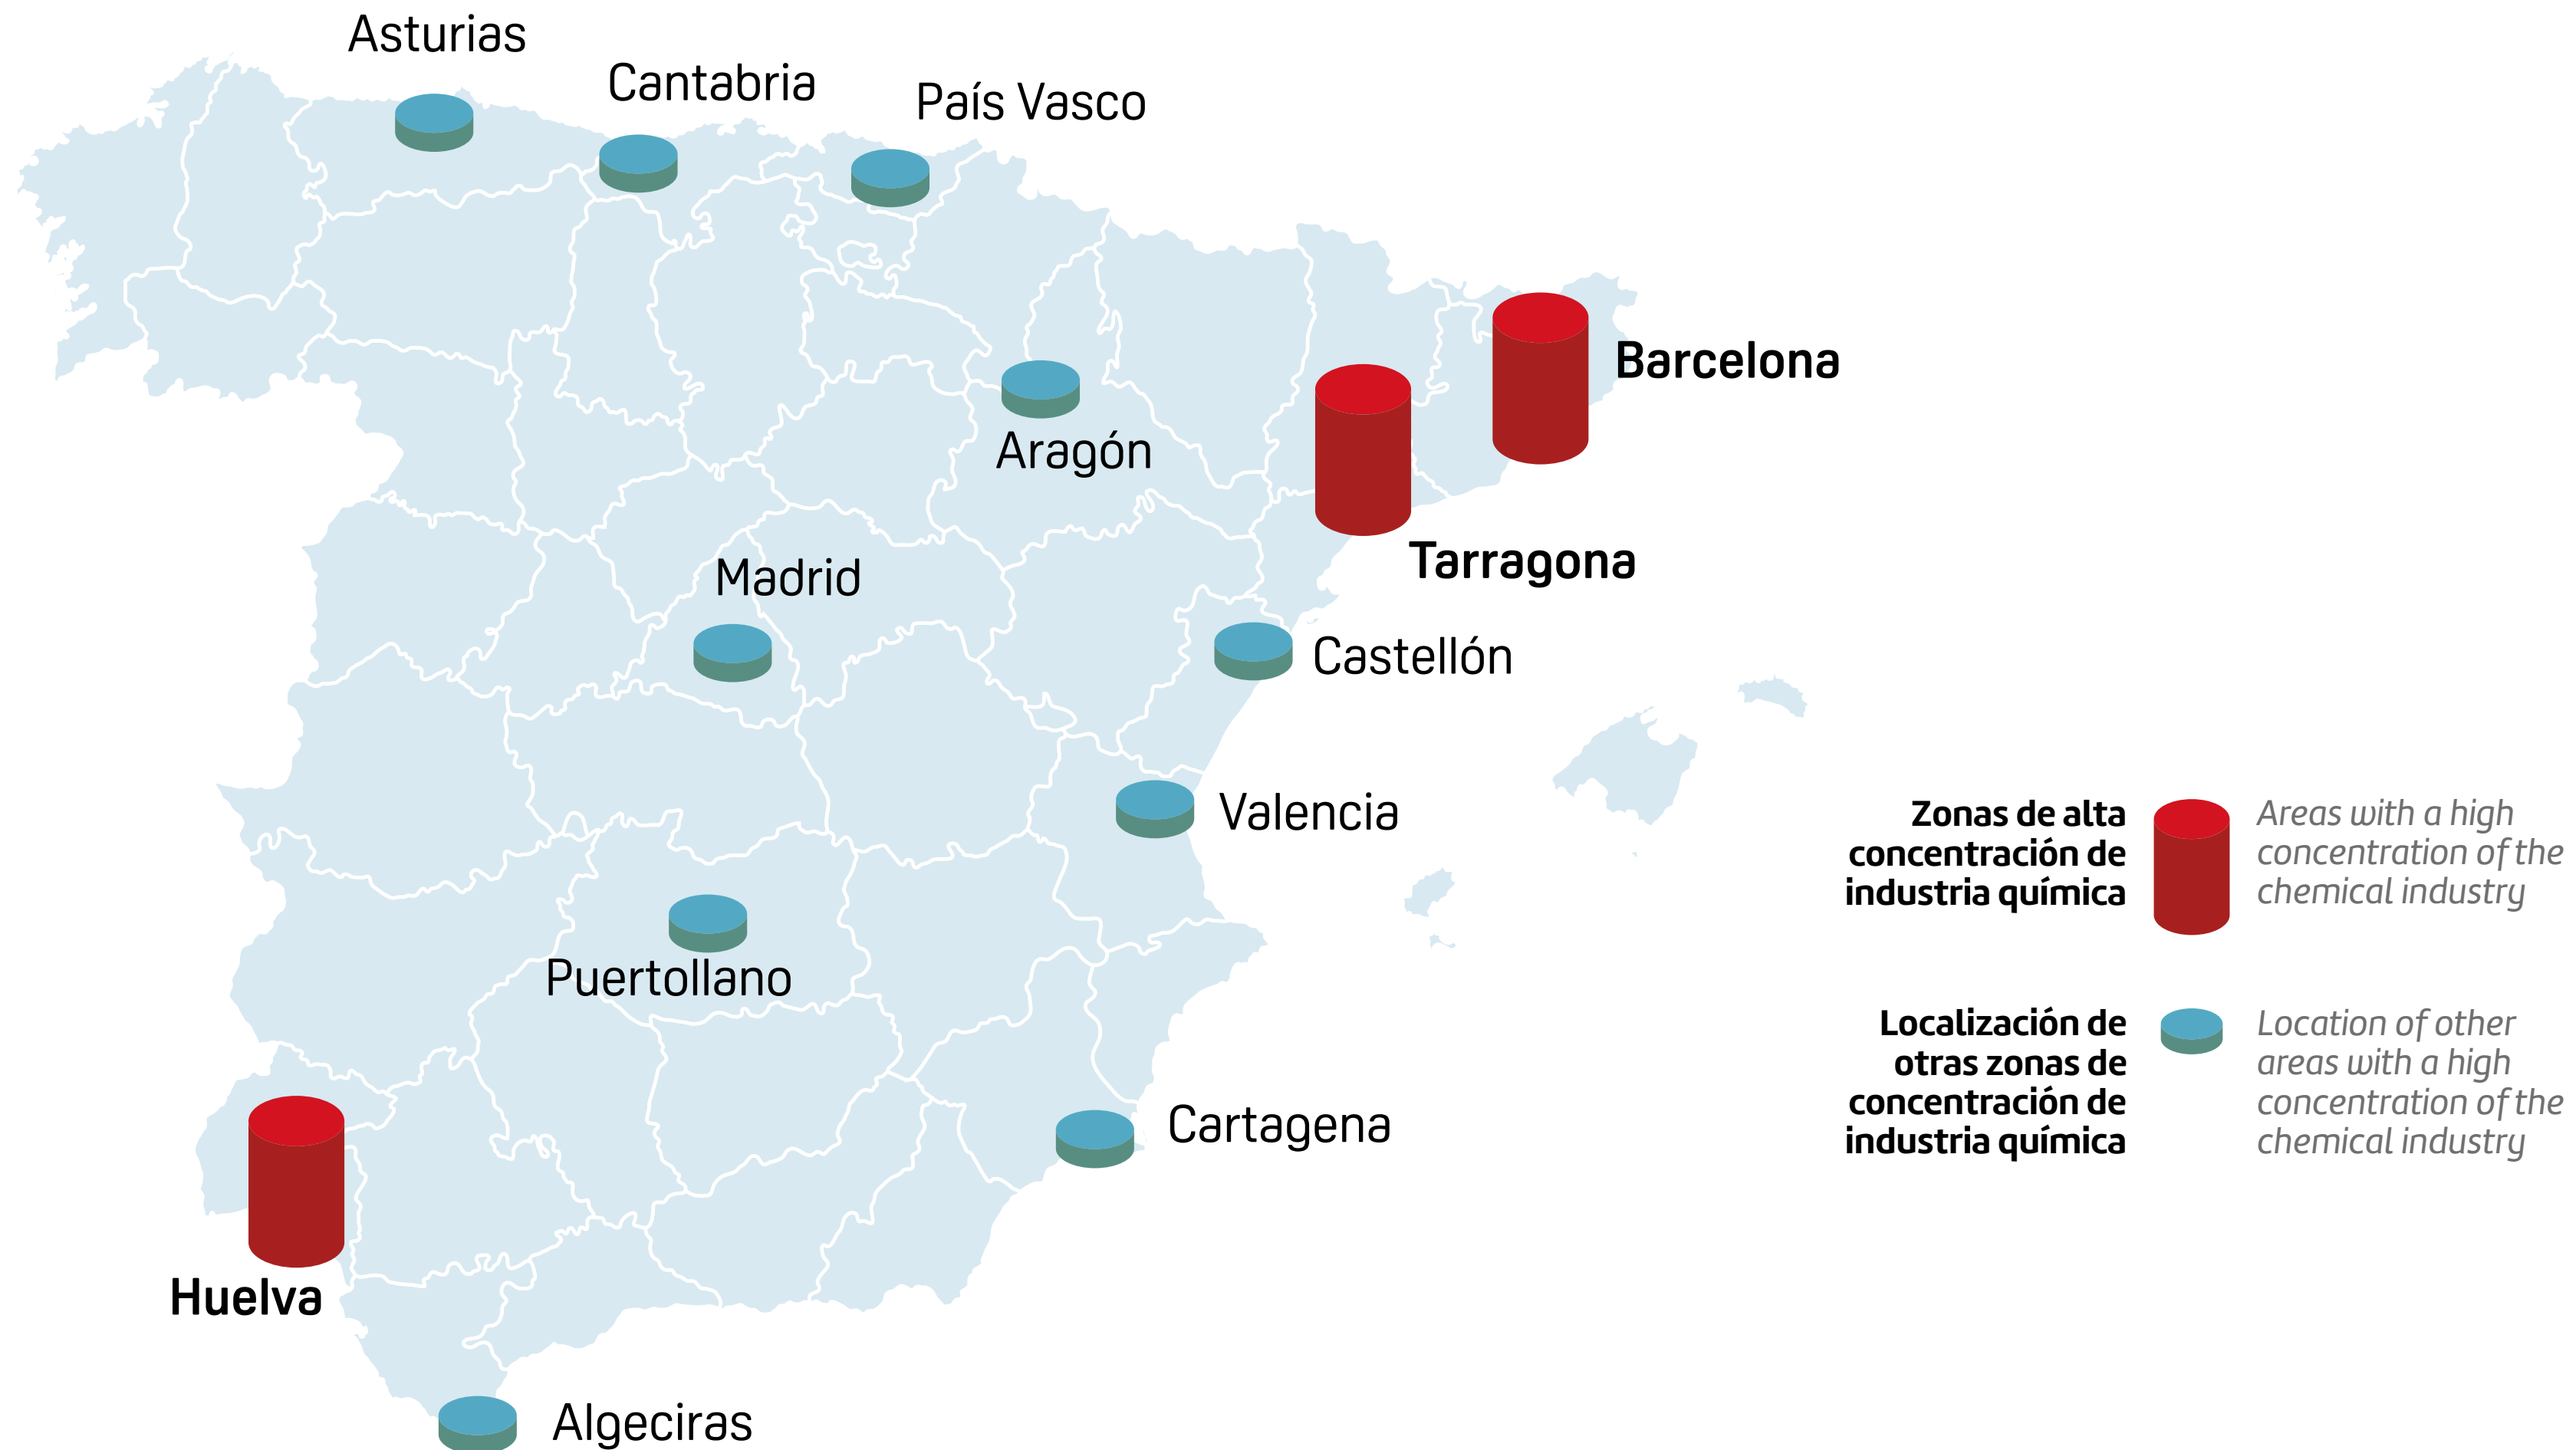 Asturias
Cantabria
País Vasco
Barcelona
Aragón
Tarragona
Madrid
Castellón
Valencia
Puertollano
Cartagena
Huelva
Algeciras
Zonas de alta
concentración de
industria química
Areas with a high
concentration of the
chemical industry
Localización de
otras zonas de
concentración de
industria química
Location of other
areas with a high
concentration of the
chemical industry